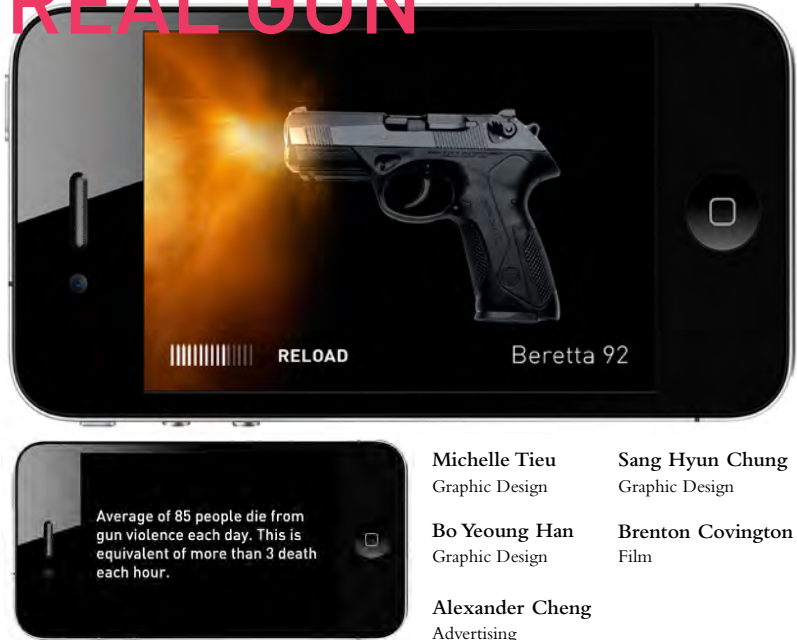 REAL GUN
RELOAD
Beretta 92
Average of 85 people die from
gun violence each day. This is
equivalent of more than 3 death
each hour.
Michelle Tieu
Graphic Design
Sang Hyun Chung
Graphic Design
Bo Yeoung Han
Graphic Design
Brenton Covington
Film
Alexander Cheng
Advertising